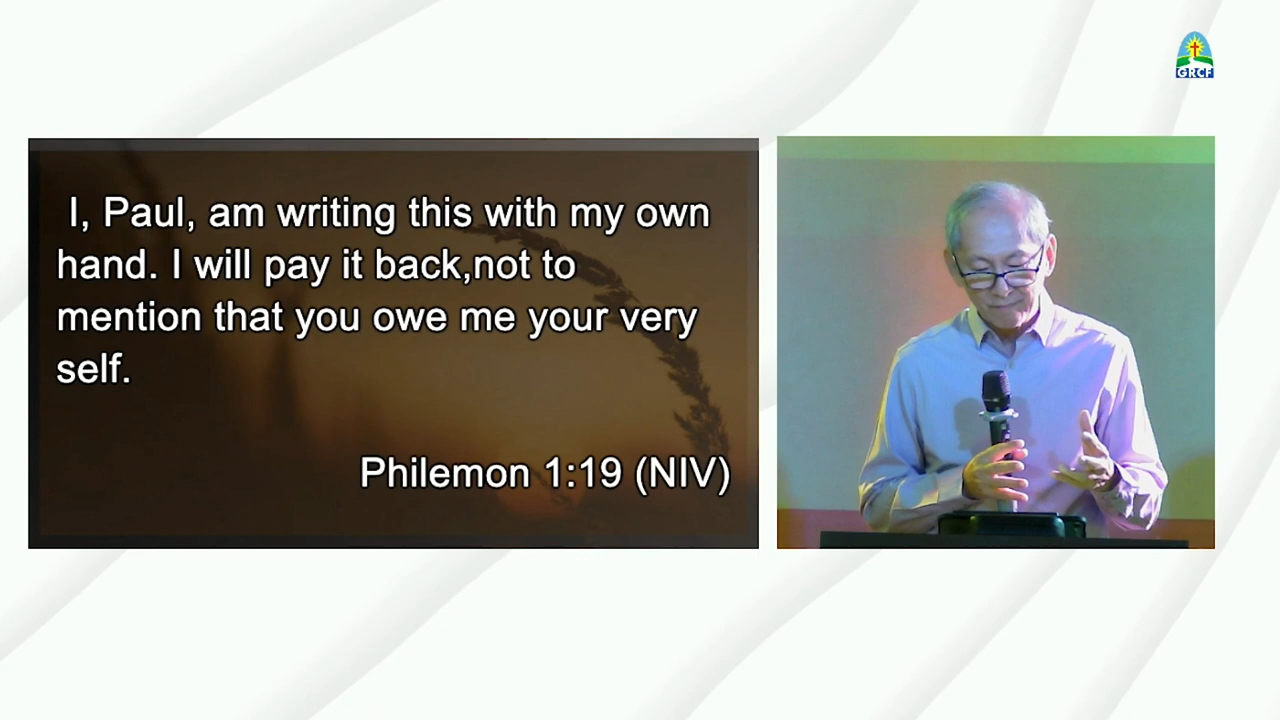 I, Paul, am writing this with my own
hand. I will pay it back,not to
mention that you owe me your very
self.
Philemon 1:19 (NIV)
GRCF